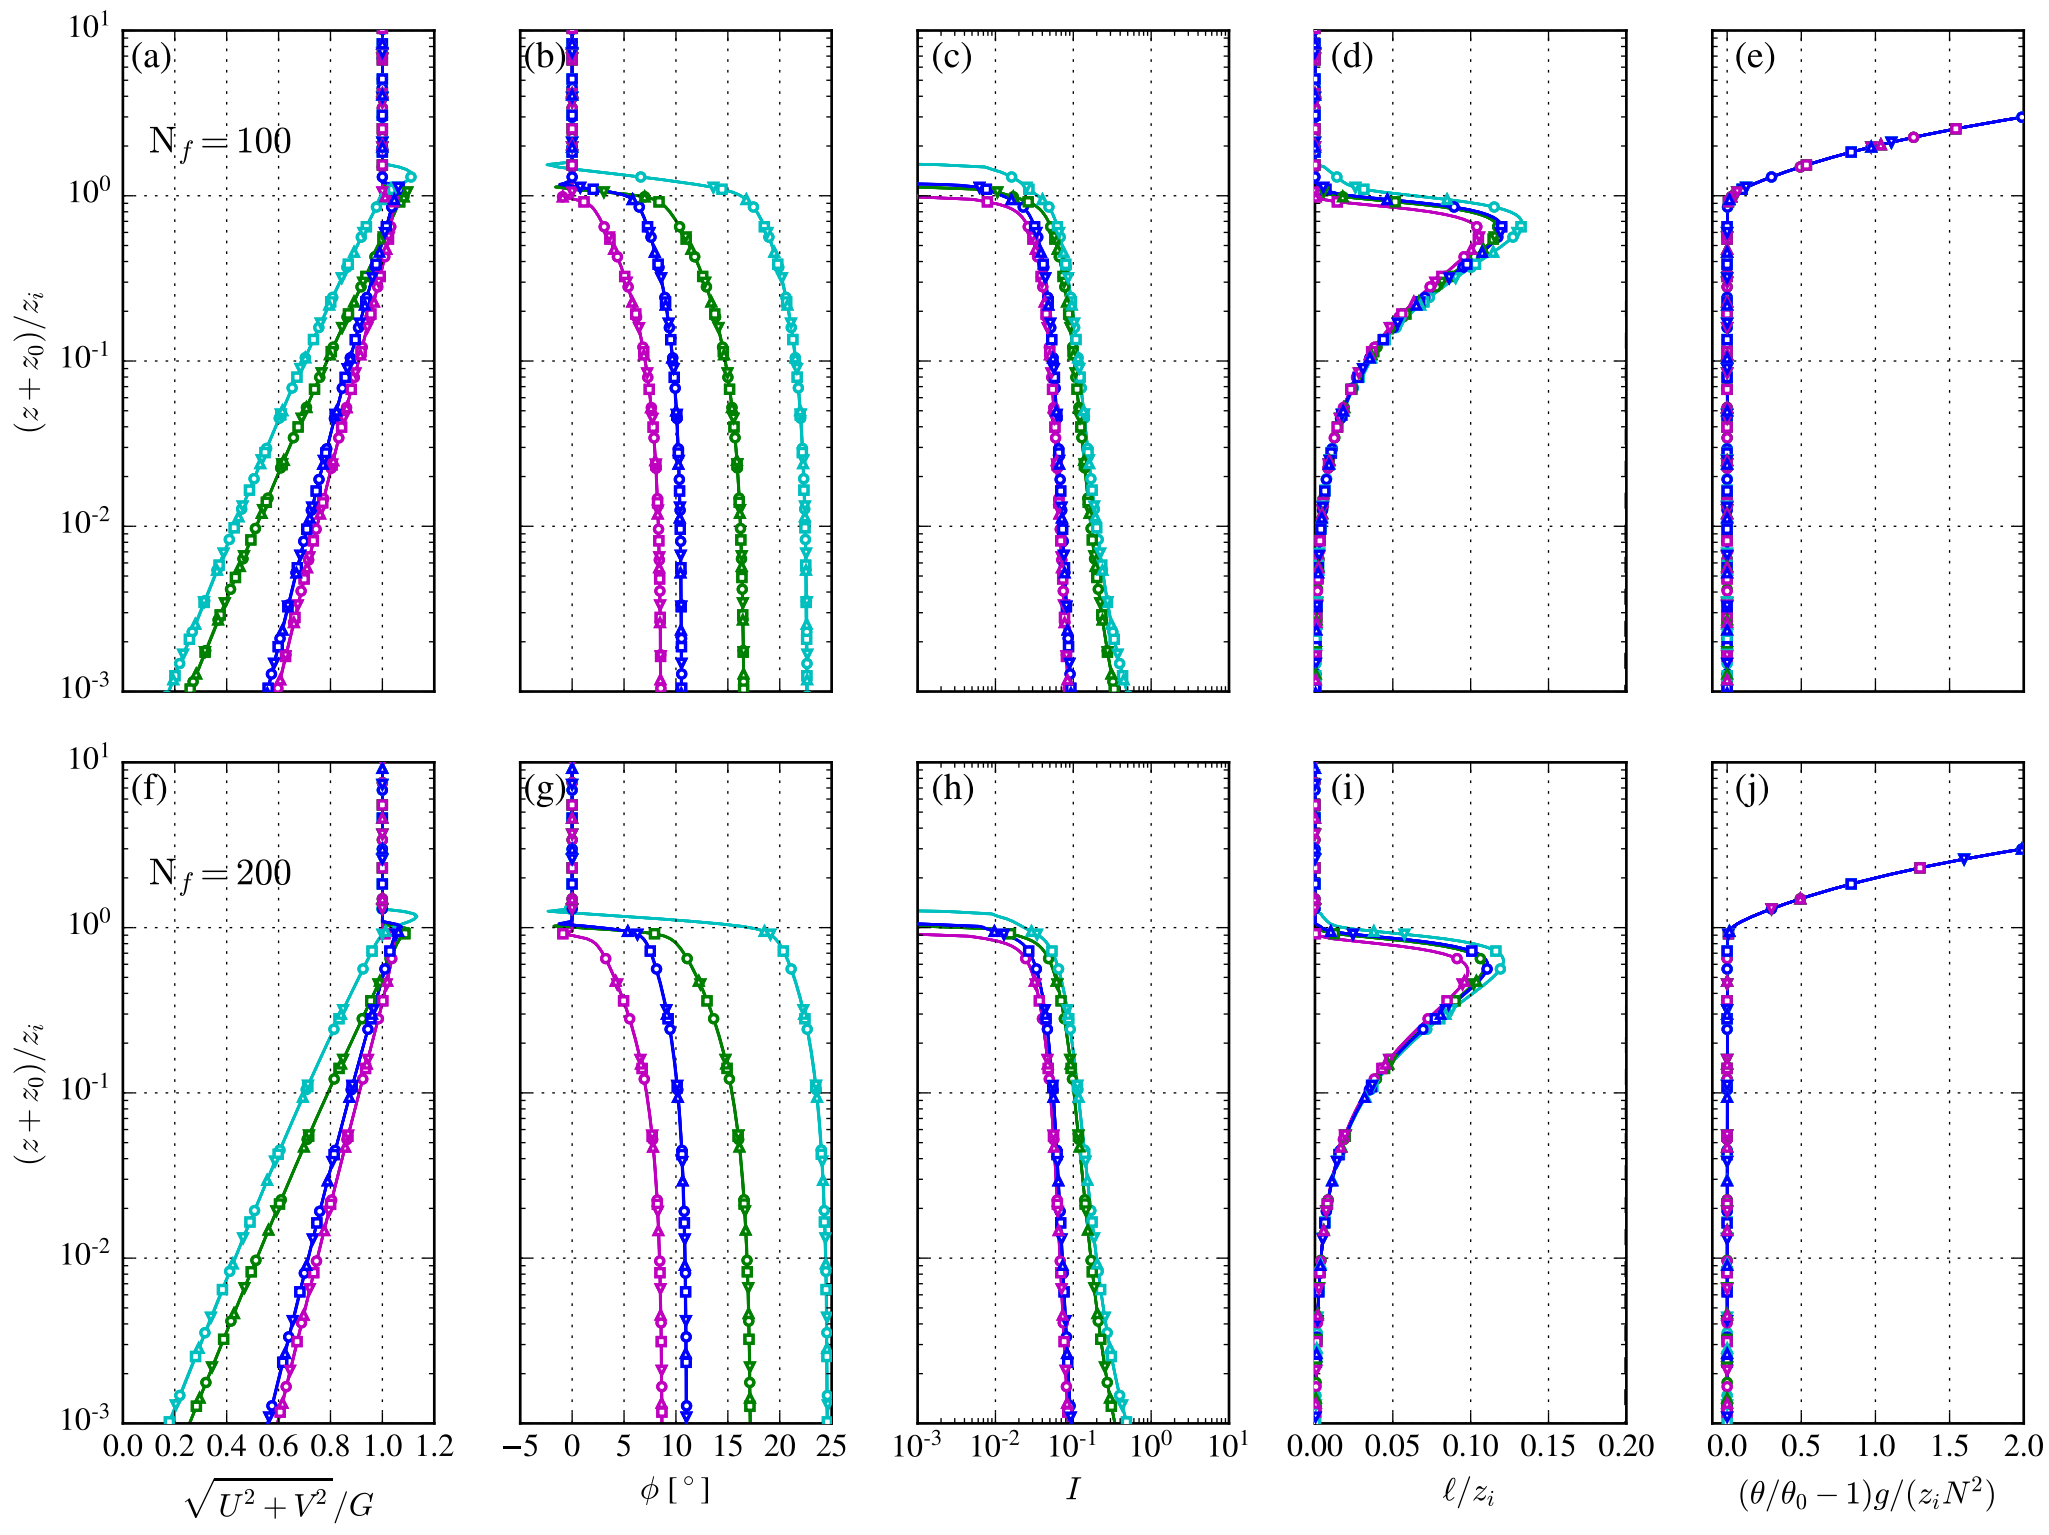 (a) (b) (c) (d) (e)
N_f = 100
10^1
10^0
10^-1
10^-2
10^-3
(z + z_0)/z_i
(f) (g) (h) (i) (j)
N_f = 200
10^1
10^0
10^-1
10^-2
10^-3
(z + z_0)/z_i
0.0 0.2 0.4 0.6 0.8 1.0 1.2
−5 0 5 10 15 20 25
10^-3 10^-2 10^-1 10^0 10^1
0.00 0.05 0.10 0.15 0.20
0.0 0.5 1.0 1.5 2.0
√(U^2 + V^2)/G
ϕ [°]
I
ℓ/z_i
(θ/θ_0 − 1)g/(z_i N^2)